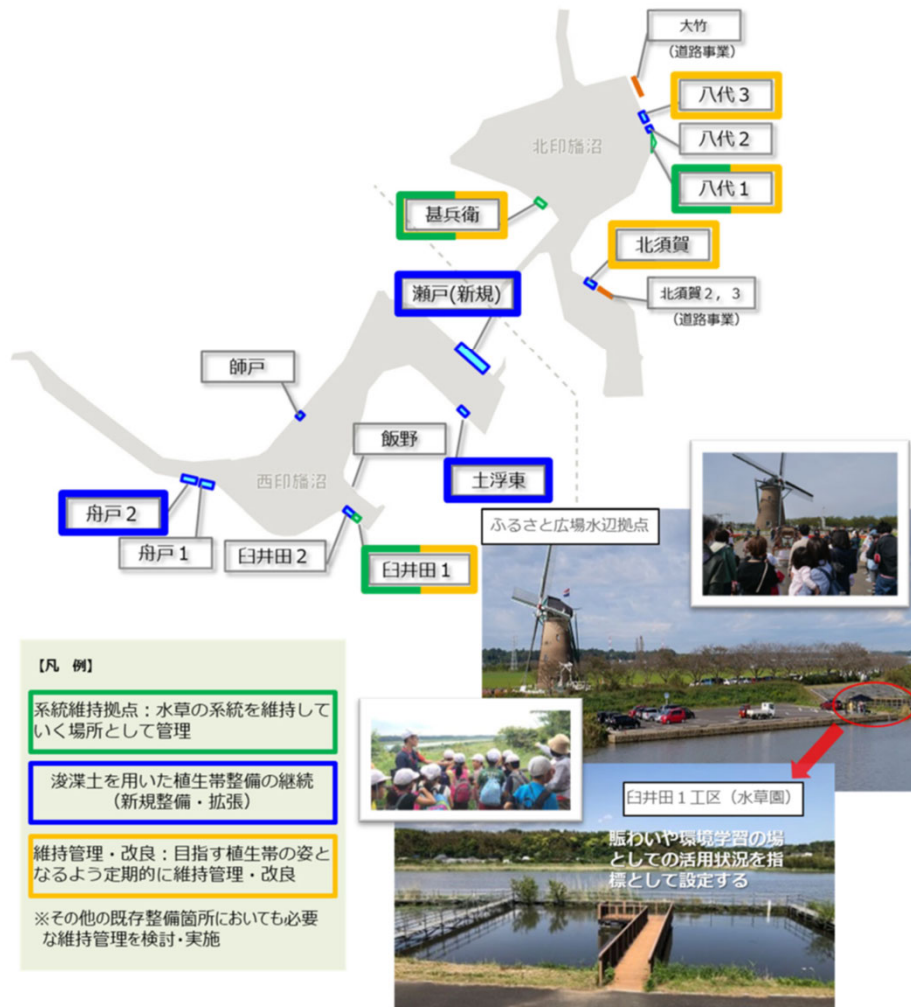 大竹
(道路事業)
八代３
北印旛沼
八代２
八代１
甚兵衛
北須賀
瀬戸(新規)
北須賀２，３
(道路事業)
師戸
飯野
西印旛沼
土浮東
舟戸２
ふるさと広場水辺拠点
舟戸１
臼井田２
臼井田１
【凡　例】
系統維持拠点：水草の系統を維持して
いく場所として管理
浚渫土を用いた植生帯整備の継続
（新規整備・拡張）
臼井田１工区（水草園）
賑わいや環境学習の場
としての活用状況を指
標として設定する
維持管理・改良：目指す植生帯の姿と
なるよう定期的に維持管理・改良
※その他の既存整備箇所においても必要
な維持管理を検討・実施